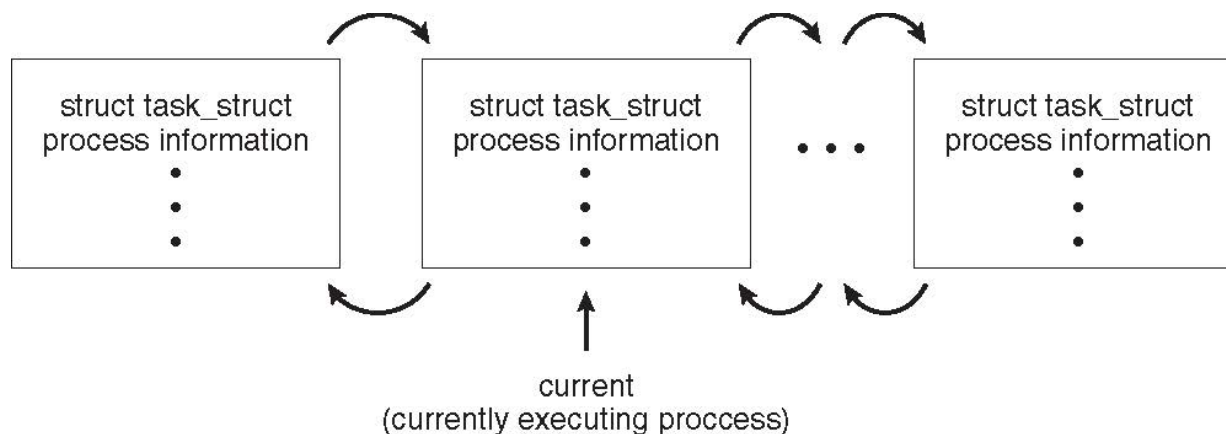 struct task_struct
process information
struct task_struct
process information
struct task_struct
process information
current
(currently executing proccess)